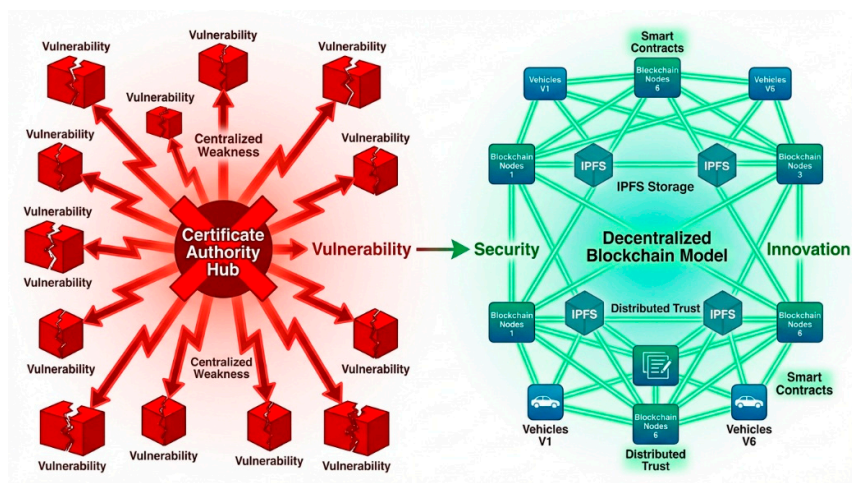 Vulnerability
Vulnerability
Vulnerability
Vulnerability
Vulnerability
Vulnerability
Vulnerability
Vulnerability
Centralized
Weakness
Certificate
Authority
Hub
Vulnerability
Centralized
Weakness
Vulnerability
Vulnerability
Vulnerability
Vulnerability
Vulnerability
Vulnerability
Security
Smart
Contracts
Vehicles
V1
Blockchain
Nodes
6
Vehicles
V6
Blockchain
Nodes
1
IPFS
IPFS
Blockchain
Nodes
3
IPFS Storage
Decentralized
Blockchain Model
Innovation
Blockchain
Nodes
1
IPFS
Distributed Trust
IPFS
Blockchain
Nodes
6
Smart
Contracts
Vehicles
V1
Blockchain
Nodes
6
Vehicles
V6
Distributed
Trust